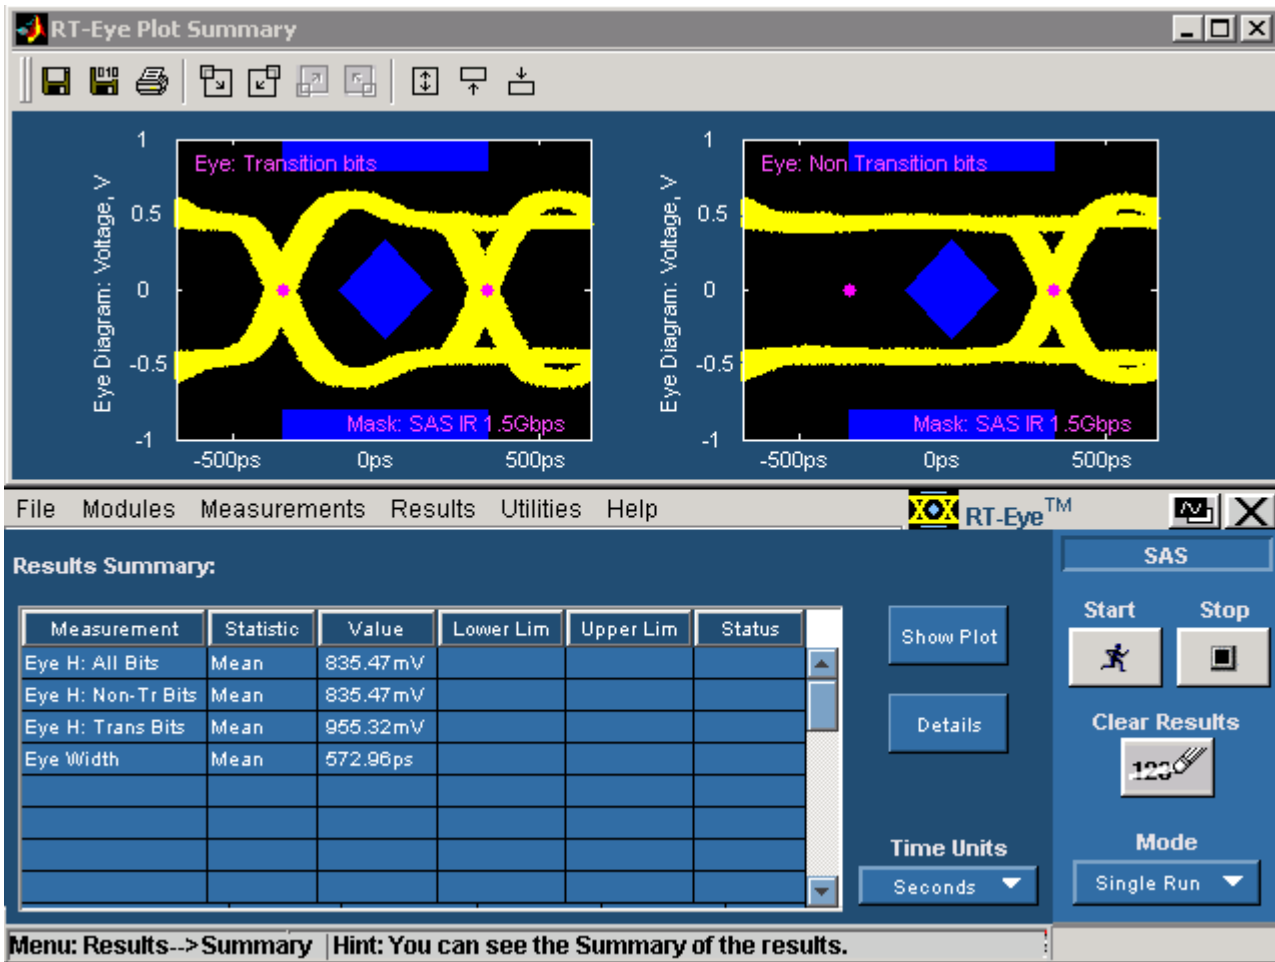 RT-Eye Plot Summary
010
Eye Diagram: Voltage, V
1
0.5
0
-0.5
-1
Eye: Transition bits
Mask: SAS IR 1.5Gbps
-500ps 0ps 500ps
Eye Diagram: Voltage, V
1
0.5
0
-0.5
-1
Eye: Non Transition bits
Mask: SAS IR 1.5Gbps
-500ps 0ps 500ps
File Modules Measurements Results Utilities Help RT-Eye™
Results Summary:
Measurement Statistic Value Lower Lim Upper Lim Status
Eye H: All Bits Mean 835.47mV
Eye H: Non-Tr Bits Mean 835.47mV
Eye H: Trans Bits Mean 955.32mV
Eye Width Mean 572.96ps
Show Plot
Details
Time Units
Seconds
SAS
Start Stop
Clear Results
123
Mode
Single Run
Menu: Results-->Summary Hint: You can see the Summary of the results.